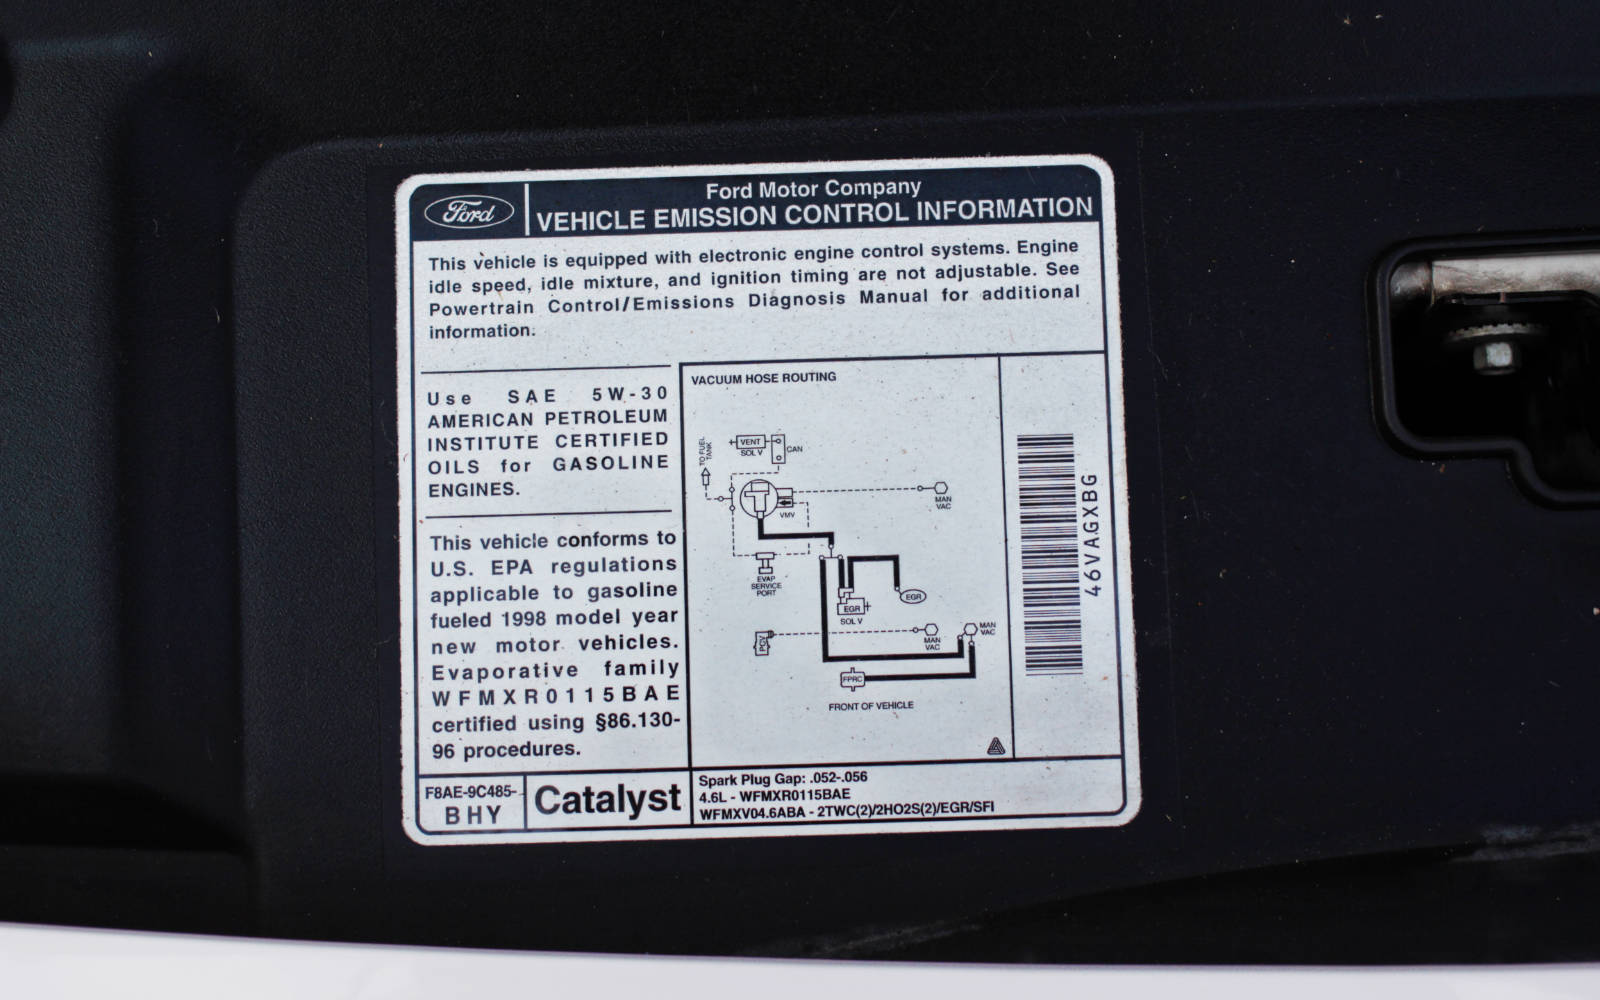 Ford
Ford Motor Company
VEHICLE EMISSION CONTROL INFORMATION
This vehicle is equipped with electronic engine control systems. Engine
idle speed, idle mixture, and ignition timing are not adjustable. See
Powertrain Control/Emissions Diagnosis Manual for additional
information.
Use SAE 5W-30
AMERICAN PETROLEUM
INSTITUTE CERTIFIED
OILS for GASOLINE
ENGINES.
This vehicle conforms to
U.S. EPA regulations
applicable to gasoline
fueled 1998 model year
new motor vehicles.
Evaporative family
WFMXR0115BAE
certified using §86.130-
96 procedures.
VACUUM HOSE ROUTING
TO FUEL
TANK
VENT
SOL V
CAN
MAN
VAC
VMV
EVAP
SERVICE
PORT
EGR
SOL V
EGR
PCV
MAN
VAC
MAN
VAC
FPRC
FRONT OF VEHICLE
46VAGXBG
F8AE-9C485-
BHY
Catalyst
Spark Plug Gap: .052-.056
4.6L - WFMXR0115BAE
WFMXV04.6ABA - 2TWC(2)/2HO2S(2)/EGR/SFI